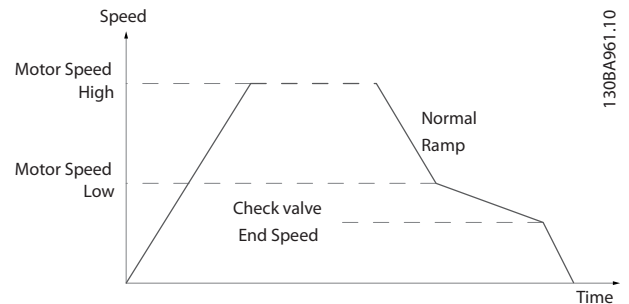 Speed
130BA961.10
Motor Speed
High
Normal
Ramp
Motor Speed
Low
Check valve
End Speed
Time